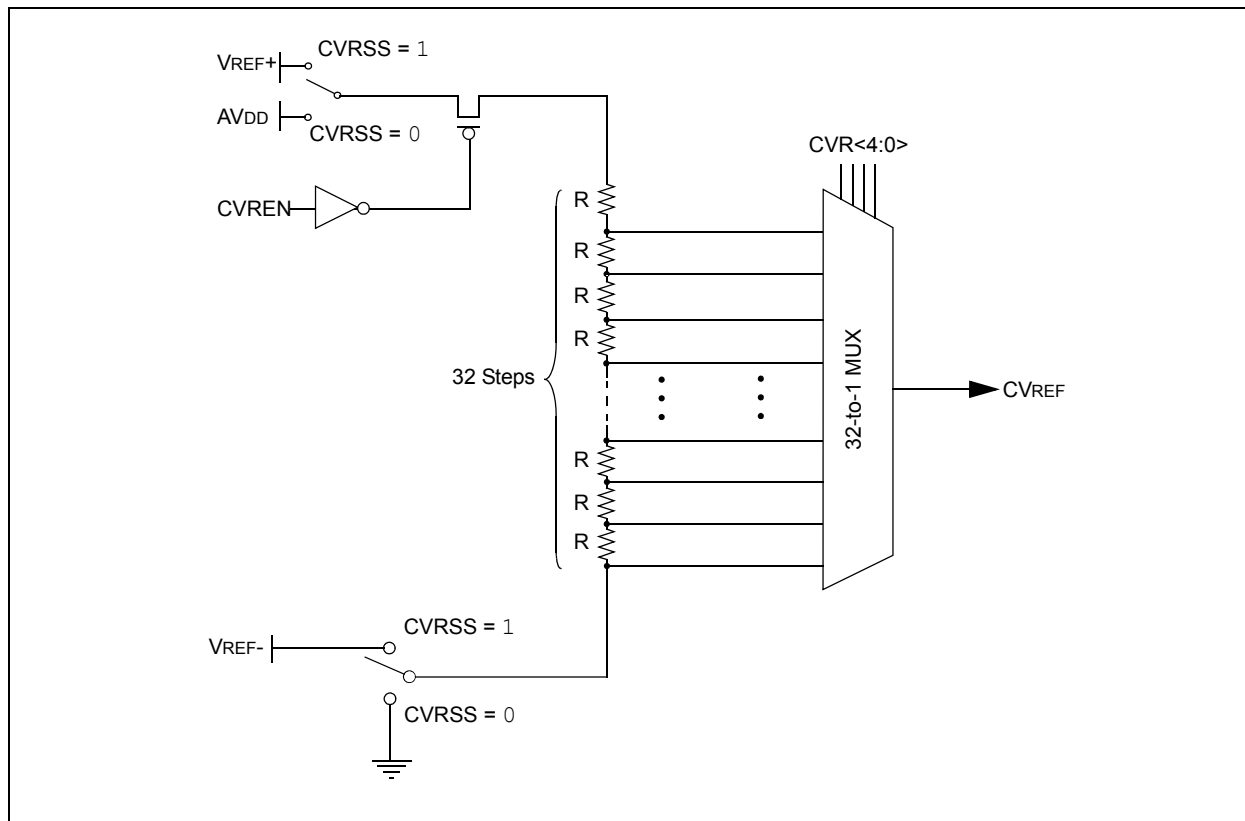 CVRSS = 1
VREF+
AVDD
CVRSS = 0
CVREN
CVR<4:0>
R
R
R
R
32 Steps
32-to-1 MUX
CVREF
R
R
R
CVRSS = 1
VREF-
CVRSS = 0